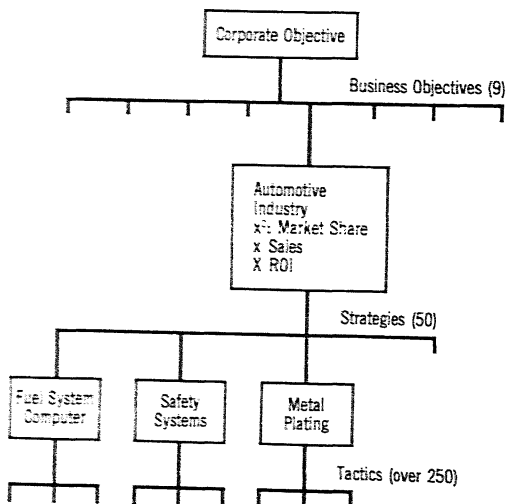 Corporate Objective
Business Objectives (9)
Automotive
Industry
x% Market Share
x Sales
X ROI
Strategies (50)
Fuel System
Computer
Safety
Systems
Metal
Plating
Tactics (over 250)